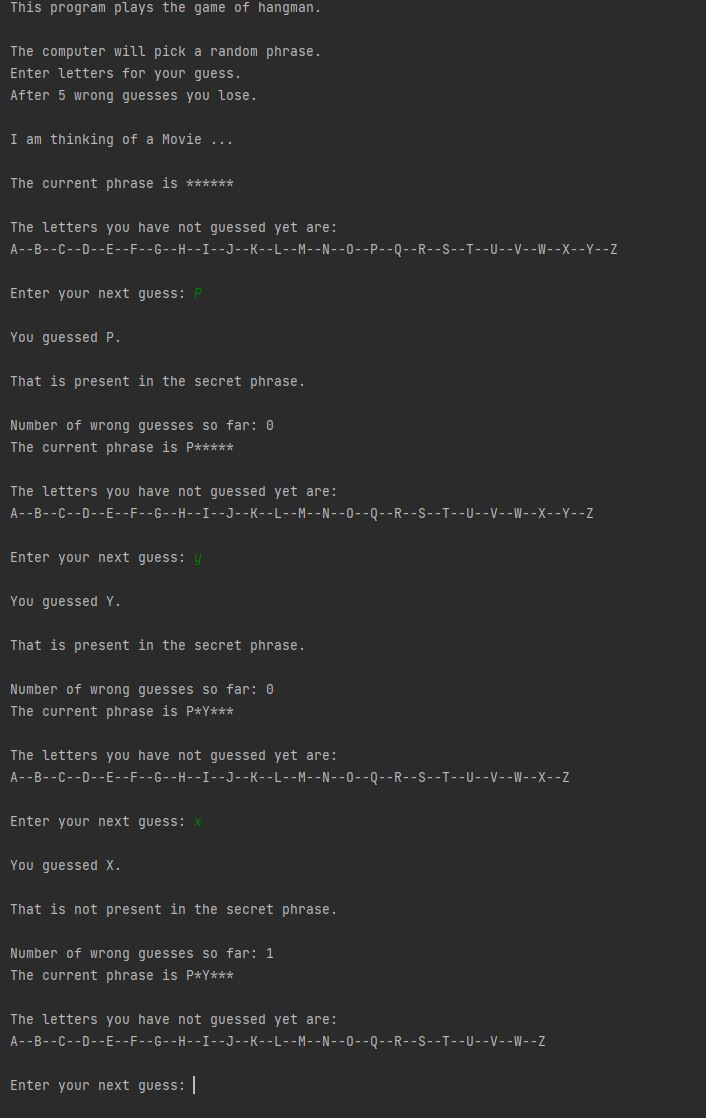 This program plays the game of hangman.
The computer will pick a random phrase.
Enter letters for your guess.
After 5 wrong guesses you lose.
I am thinking of a Movie ...
The current phrase is ******
The letters you have not guessed yet are:
A--B--C--D--E--F--G--H--I--J--K--L--M--N--O--P--Q--R--S--T--U--V--W--X--Y--Z
Enter your next guess: P
You guessed P.
That is present in the secret phrase.
Number of wrong guesses so far: 0
The current phrase is P*****
The letters you have not guessed yet are:
A--B--C--D--E--F--G--H--I--J--K--L--M--N--O--Q--R--S--T--U--V--W--X--Y--Z
Enter your next guess: y
You guessed Y.
That is present in the secret phrase.
Number of wrong guesses so far: 0
The current phrase is P*Y***
The letters you have not guessed yet are:
A--B--C--D--E--F--G--H--I--J--K--L--M--N--O--Q--R--S--T--U--V--W--X--Z
Enter your next guess: x
You guessed X.
That is not present in the secret phrase.
Number of wrong guesses so far: 1
The current phrase is P*Y***
The letters you have not guessed yet are:
A--B--C--D--E--F--G--H--I--J--K--L--M--N--O--Q--R--S--T--U--V--W--Z
Enter your next guess: